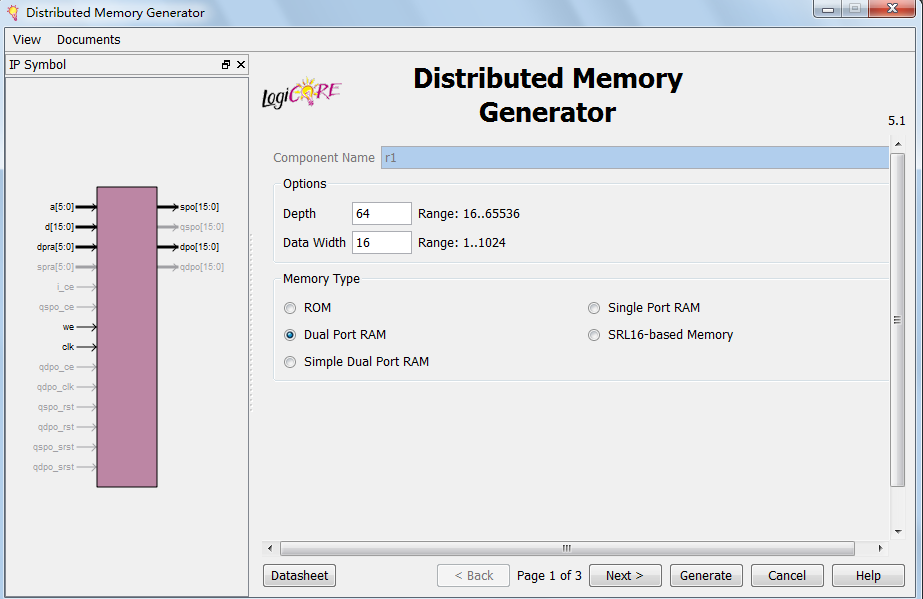 Distributed Memory Generator
View Documents
IP Symbol
a[5:0] spo[15:0]
d[15:0] qspo[15:0]
dpra[5:0] dpo[15:0]
spra[5:0] qdpo[15:0]
i_ce
qspo_ce
we
clk
qdpo_ce
qdpo_clk
qspo_rst
qdpo_rst
qspo_srst
qdpo_srst
LogiCORE
Distributed Memory
Generator
5.1
Component Name r1
Options
Depth 64 Range: 16..65536
Data Width 16 Range: 1..1024
Memory Type
ROM Single Port RAM
Dual Port RAM SRL16-based Memory
Simple Dual Port RAM
Datasheet < Back Page 1 of 3 Next > Generate Cancel Help